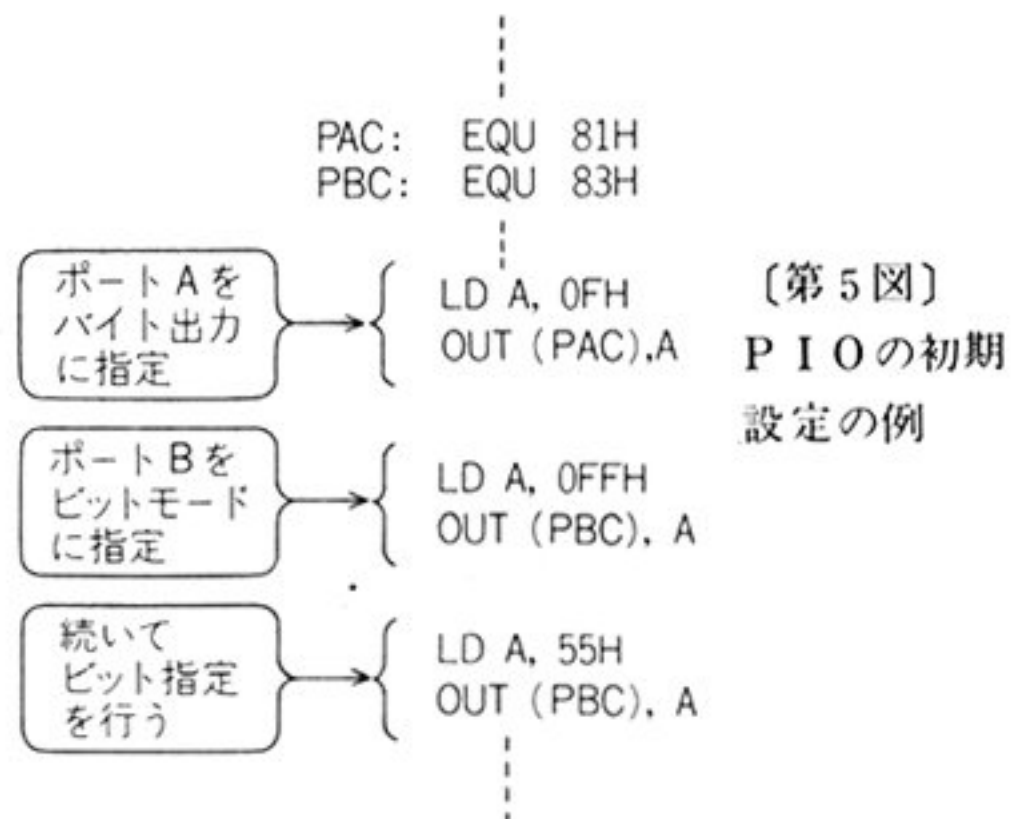 PAC: EQU 81H
PBC: EQU 83H
ポートAを
バイト出力
に指定
LD A, 0FH
OUT (PAC),A
〔第5図〕
PIOの初期
設定の例
ポートBを
ビットモード
に指定
LD A, 0FFH
OUT (PBC), A
続いて
ビット指定
を行う
LD A, 55H
OUT (PBC), A